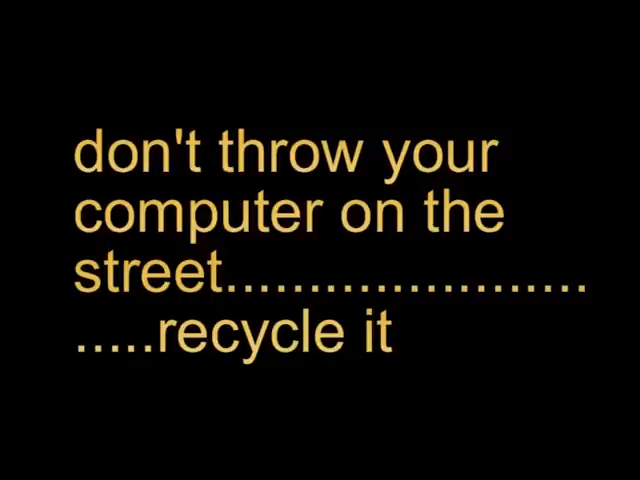 don't throw your
computer on the
street......................
.....recycle it